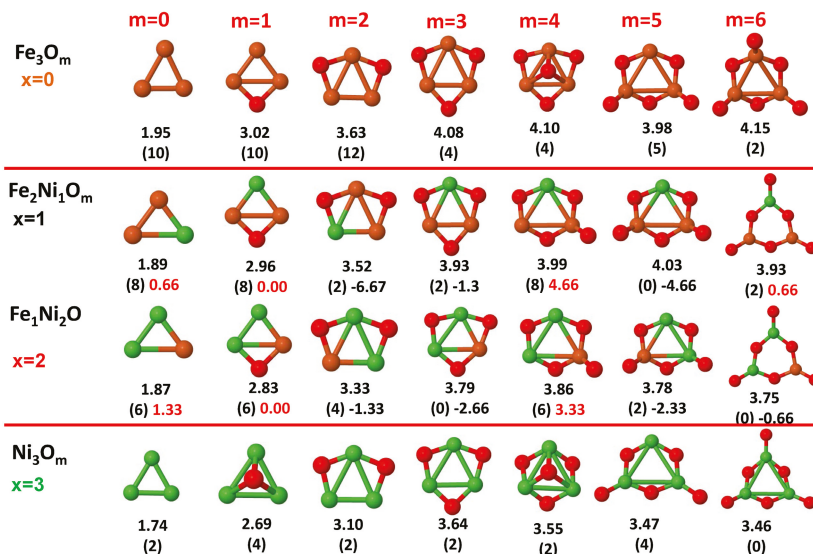 m=0 m=1 m=2 m=3 m=4 m=5 m=6
Fe₃Oₘ
x=0
1.95 3.02 3.63 4.08 4.10 3.98 4.15
(10) (10) (12) (4) (4) (5) (2)
Fe₂Ni₁Oₘ
x=1
1.89 2.96 3.52 3.93 3.99 4.03 3.93
(8) 0.66 (8) 0.00 (2) -6.67 (2) -1.3 (8) 4.66 (0) -4.66 (2) 0.66
Fe₁Ni₂O
x=2
1.87 2.83 3.33 3.79 3.86 3.78 3.75
(6) 1.33 (6) 0.00 (4) -1.33 (0) -2.66 (6) 3.33 (2) -2.33 (0) -0.66
Ni₃Oₘ
x=3
1.74 2.69 3.10 3.64 3.55 3.47 3.46
(2) (4) (2) (2) (2) (4) (0)